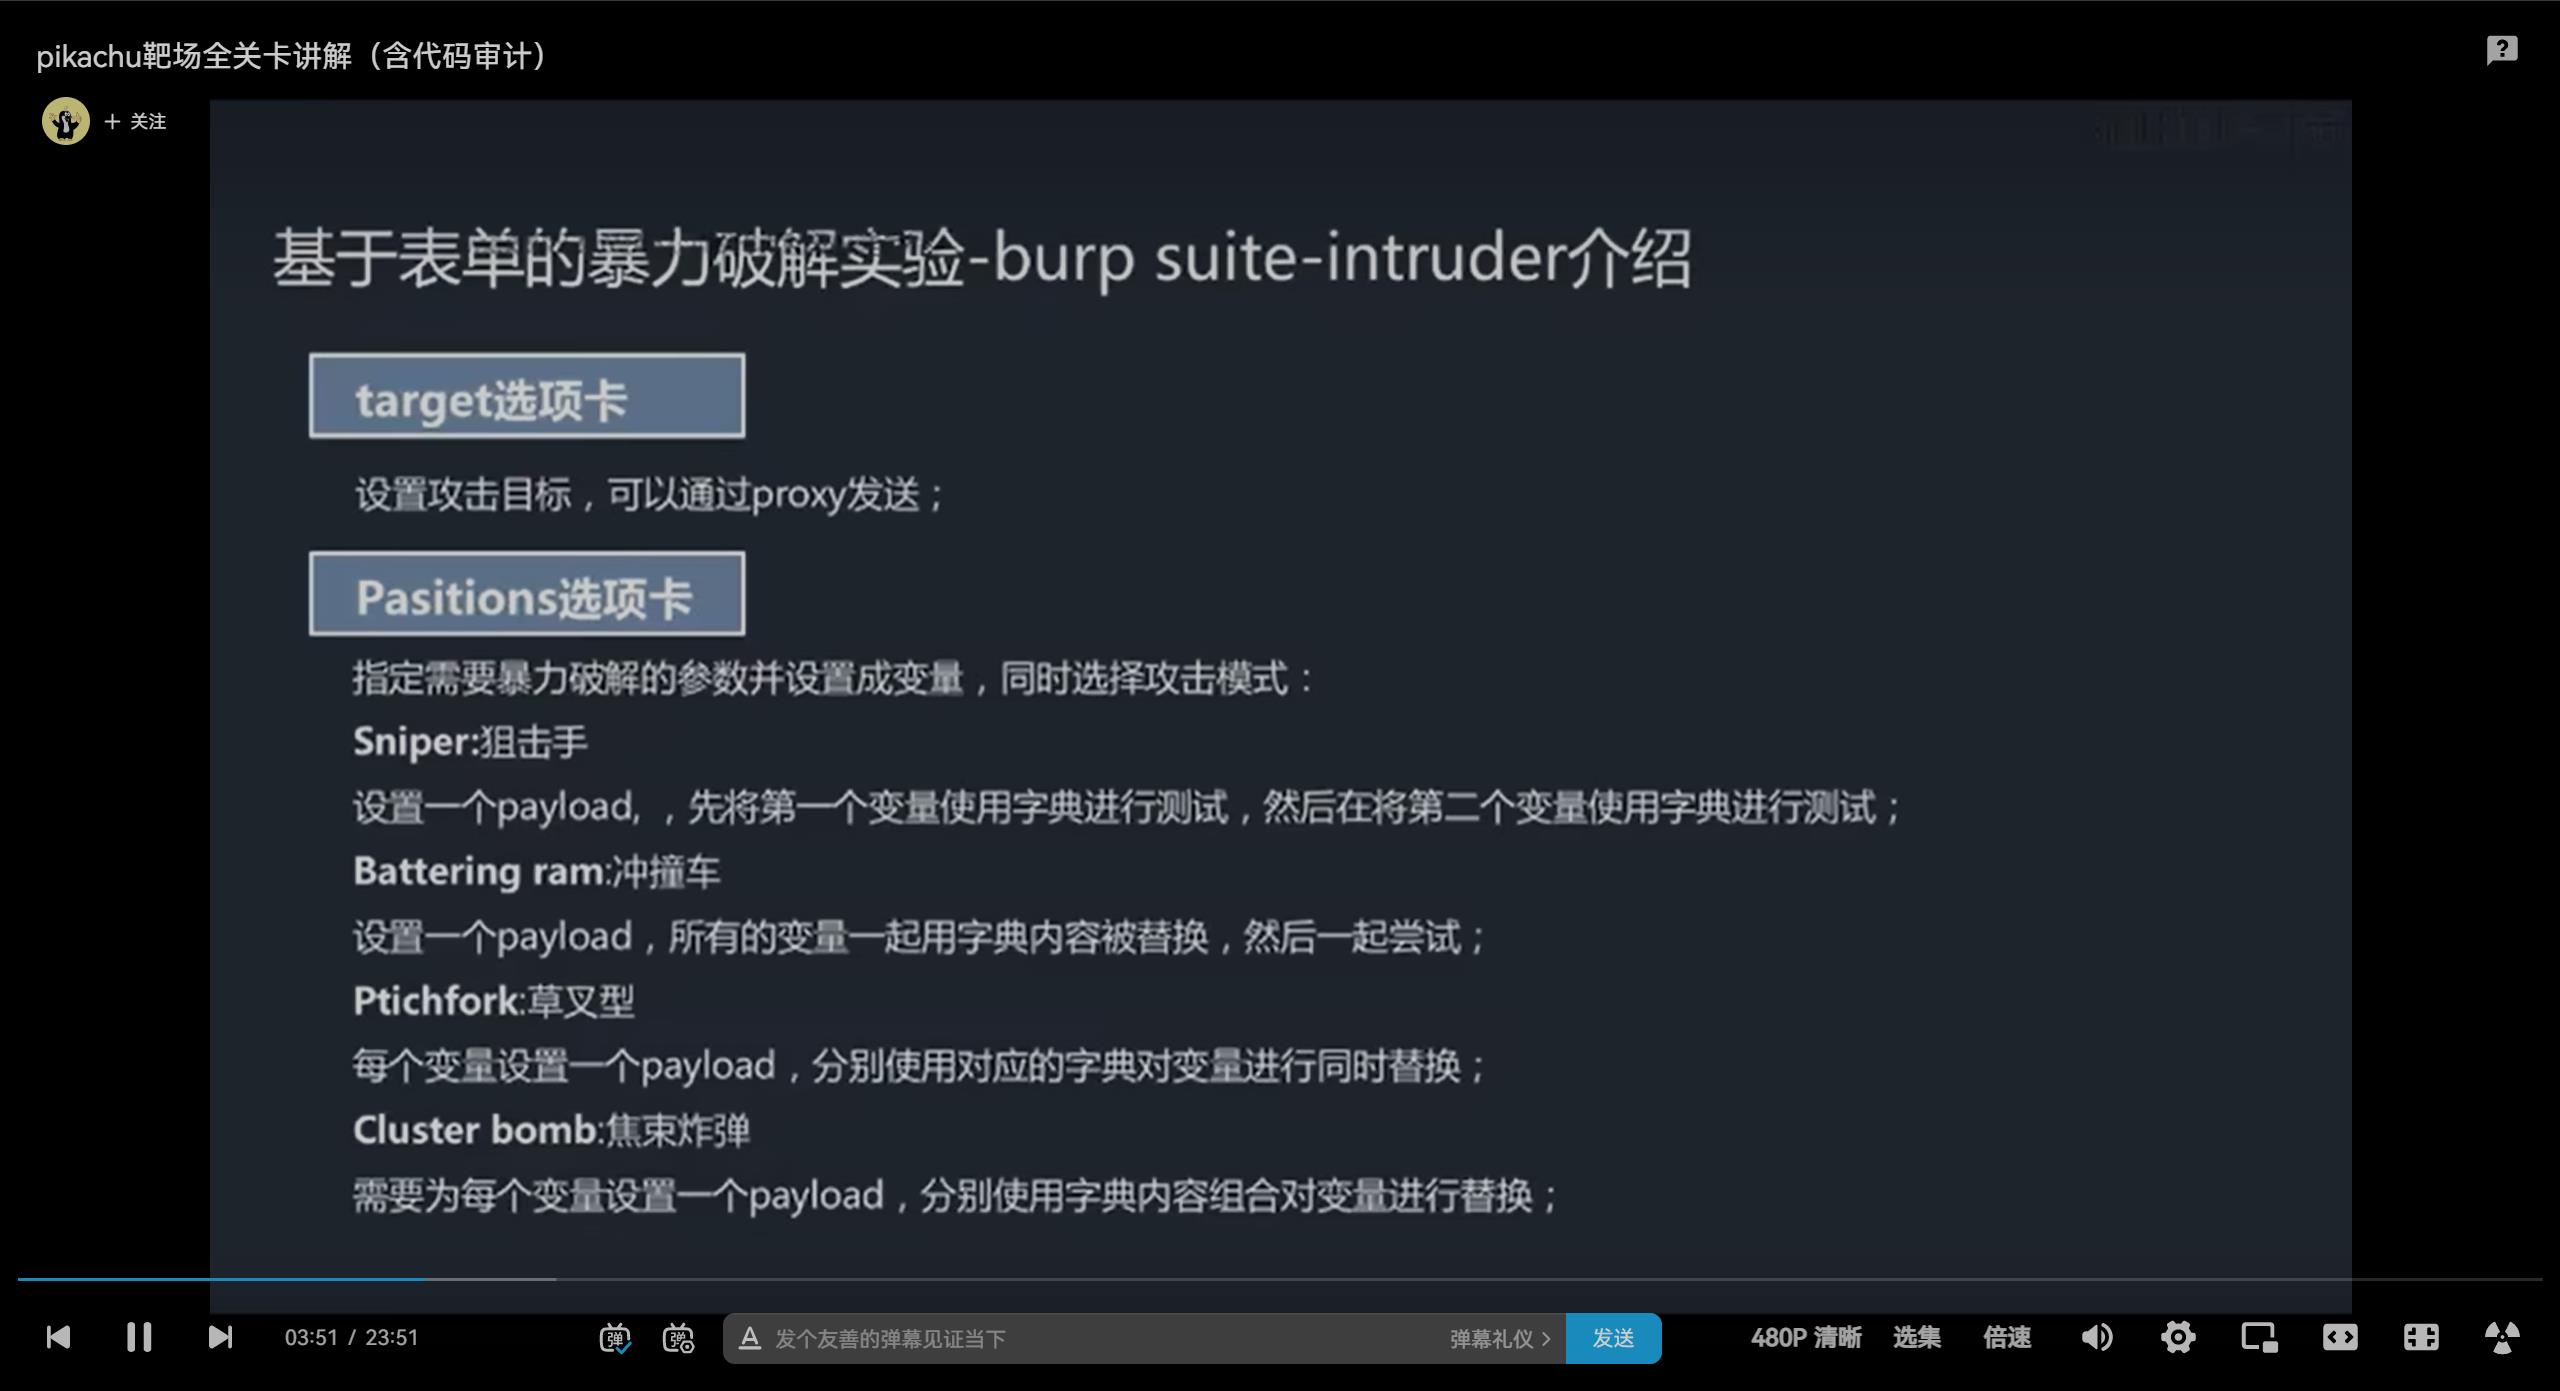 pikachu靶场全关卡讲解（含代码审计）
+ 关注
基于表单的暴力破解实验-burp suite-intruder介绍
target选项卡
设置攻击目标，可以通过proxy发送；
Pasitions选项卡
指定需要暴力破解的参数并设置成变量，同时选择攻击模式：
Sniper:狙击手
设置一个payload, ，先将第一个变量使用字典进行测试，然后在将第二个变量使用字典进行测试；
Battering ram:冲撞车
设置一个payload，所有的变量一起用字典内容被替换，然后一起尝试；
Ptichfork:草叉型
每个变量设置一个payload，分别使用对应的字典对变量进行同时替换；
Cluster bomb:焦束炸弹
需要为每个变量设置一个payload，分别使用字典内容组合对变量进行替换；
03:51 / 23:51
弹
弹
A 发个友善的弹幕见证当下
弹幕礼仪 >
发送
480P 清晰
选集
倍速